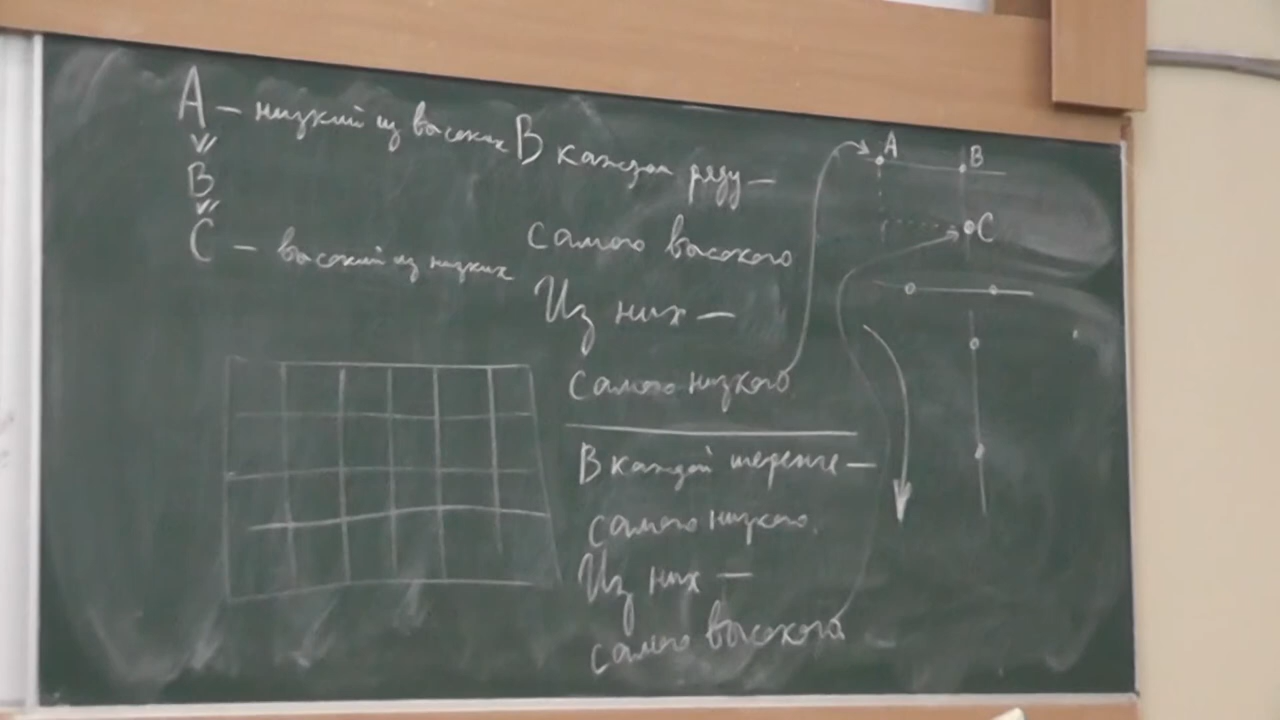 A – низкий из высоких
B
C – высокий из низких
В каждом ряду –
самого высокого
Из них –
самого низкого
В каждой шеренге –
самого низкого.
Из них –
самого высокого
A
B
C